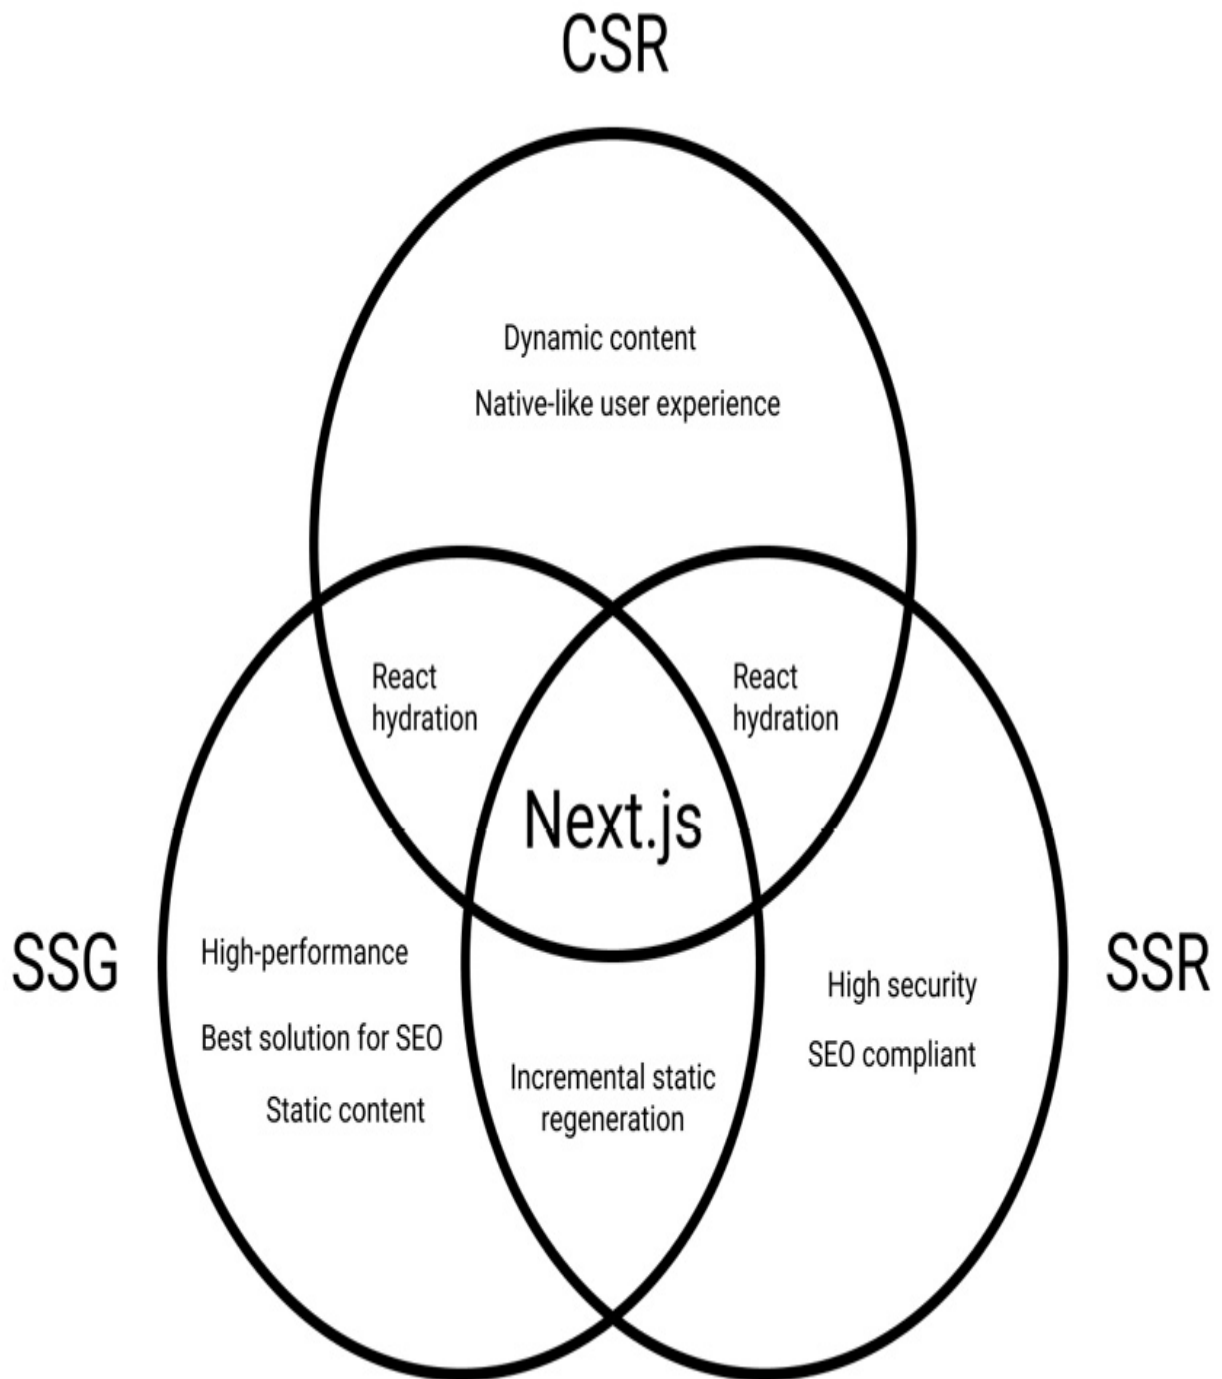 CSR
Dynamic content
Native-like user experience
React
hydration
React
hydration
Next.js
SSG
High-performance
Best solution for SEO
Static content
Incremental static
regeneration
High security
SEO compliant
SSR